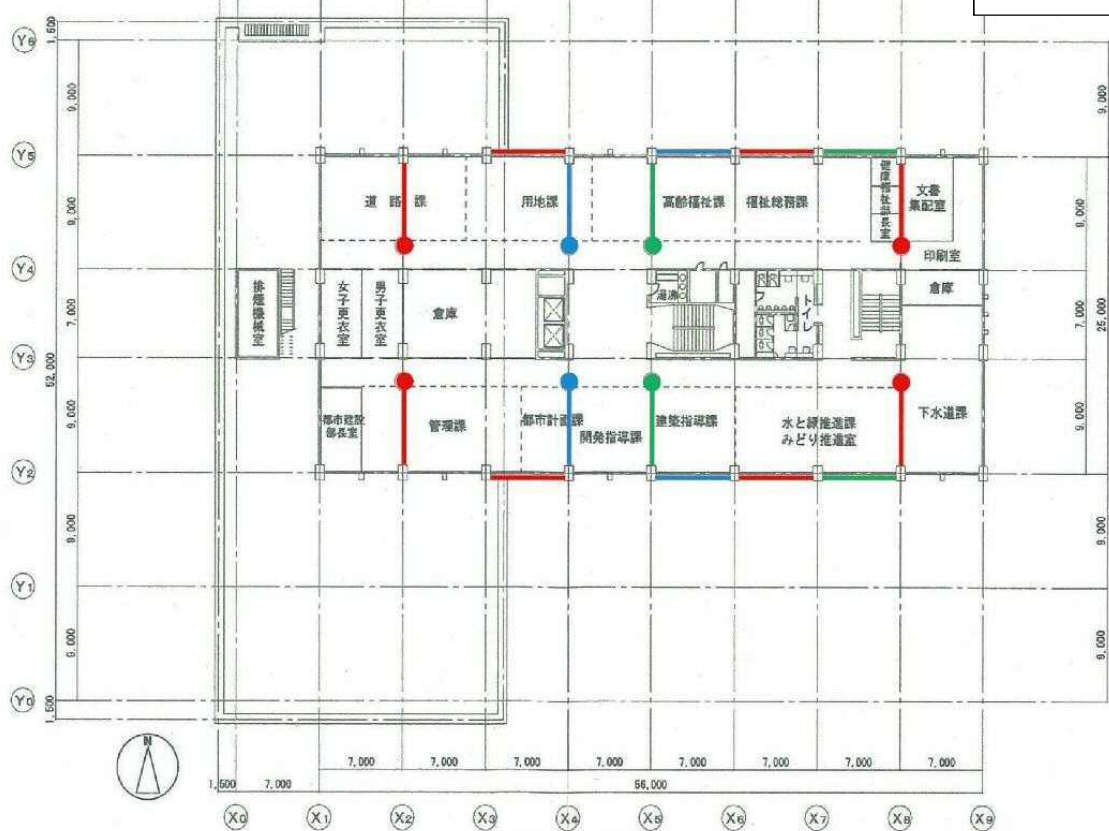 Y6
1,500
9,000
9,000
Y5
道路課
用地課
高齢福祉課
福祉総務課
健康福祉部長室
文書
集配室
9,000
9,000
Y4
印刷室
排煙機械室
女子更衣室
男子更衣室
倉庫
湯沸
トイレ
倉庫
7,000
7,000
25,000
Y3
52,000
都市建設
部長室
管理課
都市計画課
開発指導課
建築指導課
水と緑推進課
みどり推進室
下水道課
9,000
9,000
Y2
9,000
9,000
Y1
9,000
9,000
Y0
1,500
N
7,000
7,000
7,000
7,000
7,000
7,000
7,000
7,000
1,500
7,000
56,000
X0
X1
X2
X3
X4
X5
X6
X7
X8
X9